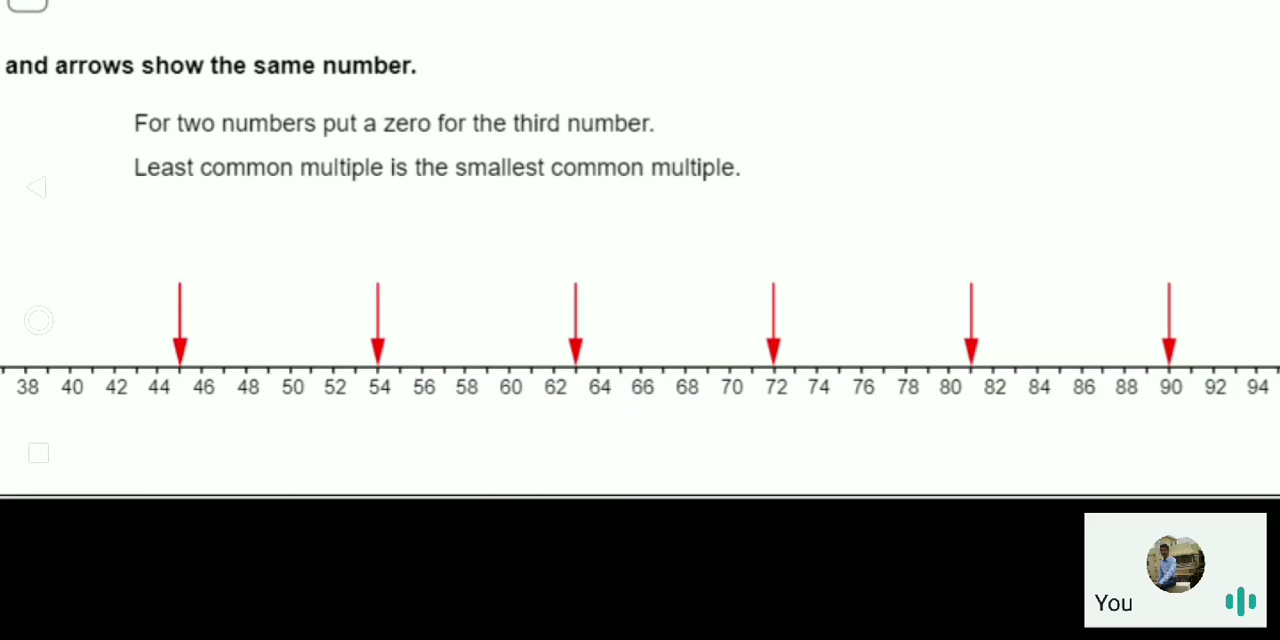 and arrows show the same number.
For two numbers put a zero for the third number.
Least common multiple is the smallest common multiple.
38 40 42 44 46 48 50 52 54 56 58 60 62 64 66 68 70 72 74 76 78 80 82 84 86 88 90 92 94
You